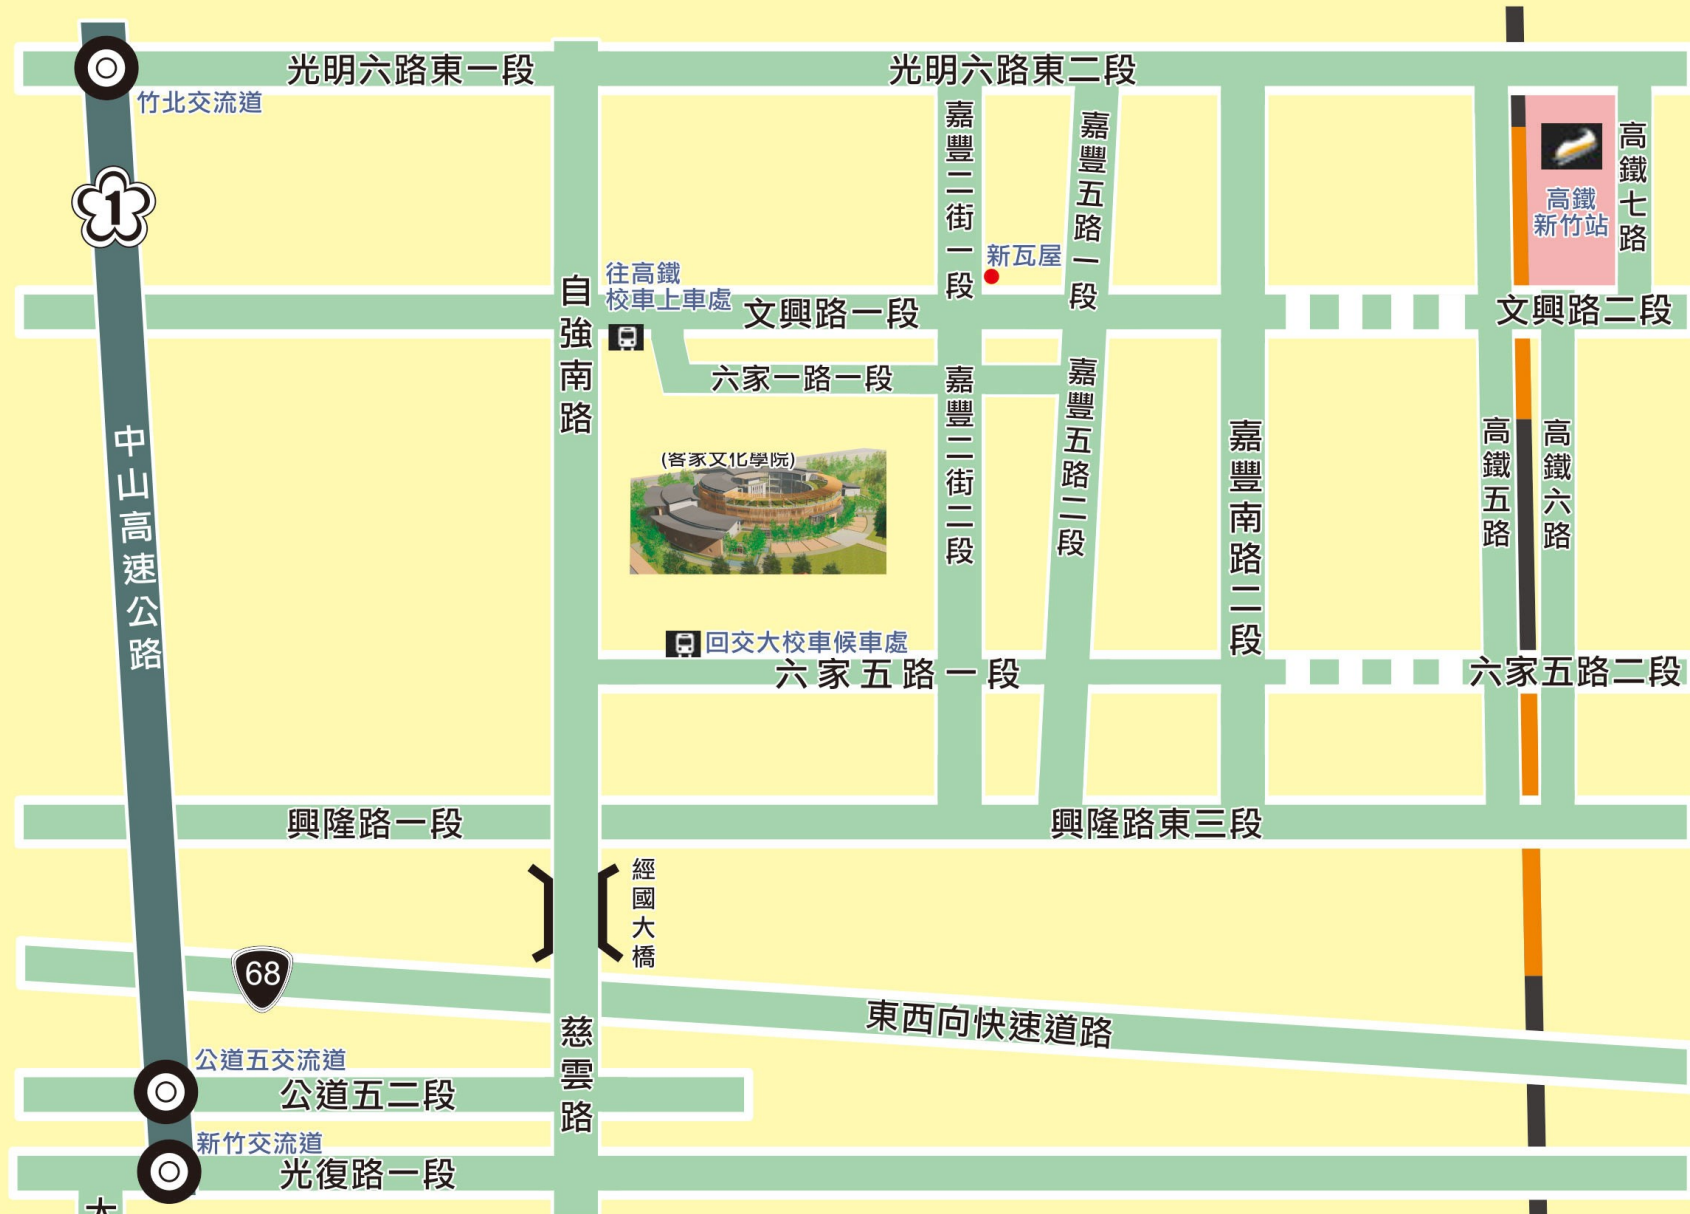 光明六路東一段
光明六路東二段
竹北交流道
1
嘉豐二街一段
嘉豐五路一段
高鐵七路
高鐵
新竹站
新瓦屋
往高鐵
校車上車處
自強南路
文興路一段
文興路二段
六家一路一段
嘉豐二街二段
嘉豐五路二段
嘉豐南路二段
高鐵五路
高鐵六路
中山高速公路
(客家文化學院)
回交大校車候車處
六家五路一段
六家五路二段
興隆路一段
興隆路東三段
經國大橋
68
東西向快速道路
慈雲路
公道五交流道
公道五二段
新竹交流道
光復路一段